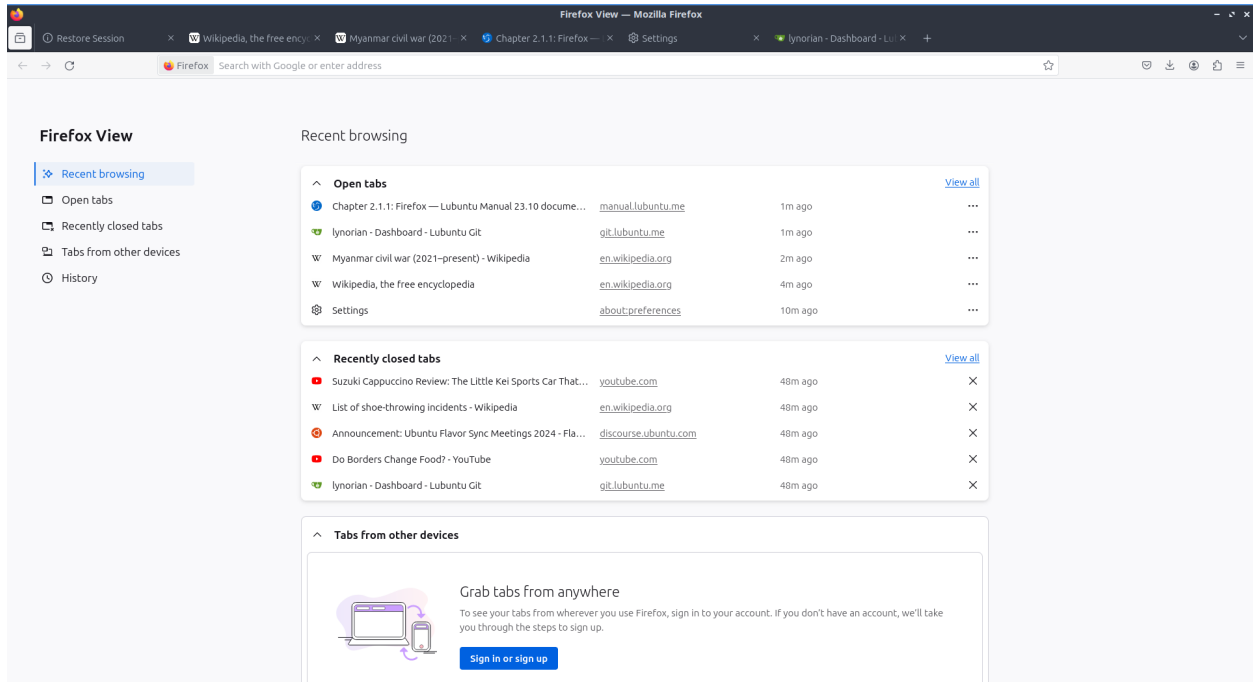 Firefox View — Mozilla Firefox
Restore Session
Wikipedia, the free ency
Myanmar civil war (2021–
Chapter 2.1.1: Firefox —
Settings
lynorian - Dashboard - Lu
Firefox
Search with Google or enter address
Firefox View
Recent browsing
Open tabs
Recently closed tabs
Tabs from other devices
History
Recent browsing
Open tabs
View all
Chapter 2.1.1: Firefox — Lubuntu Manual 23.10 docume… manual.lubuntu.me 1m ago
lynorian - Dashboard - Lubuntu Git git.lubuntu.me 1m ago
Myanmar civil war (2021–present) - Wikipedia en.wikipedia.org 2m ago
Wikipedia, the free encyclopedia en.wikipedia.org 4m ago
Settings about:preferences 10m ago
Recently closed tabs
View all
Suzuki Cappuccino Review: The Little Kei Sports Car That… youtube.com 48m ago
List of shoe-throwing incidents - Wikipedia en.wikipedia.org 48m ago
Announcement: Ubuntu Flavor Sync Meetings 2024 - Fla… discourse.ubuntu.com 48m ago
Do Borders Change Food? - YouTube youtube.com 48m ago
lynorian - Dashboard - Lubuntu Git git.lubuntu.me 48m ago
Tabs from other devices
Grab tabs from anywhere
To see your tabs from wherever you use Firefox, sign in to your account. If you don't have an account, we'll take
you through the steps to sign up.
Sign in or sign up